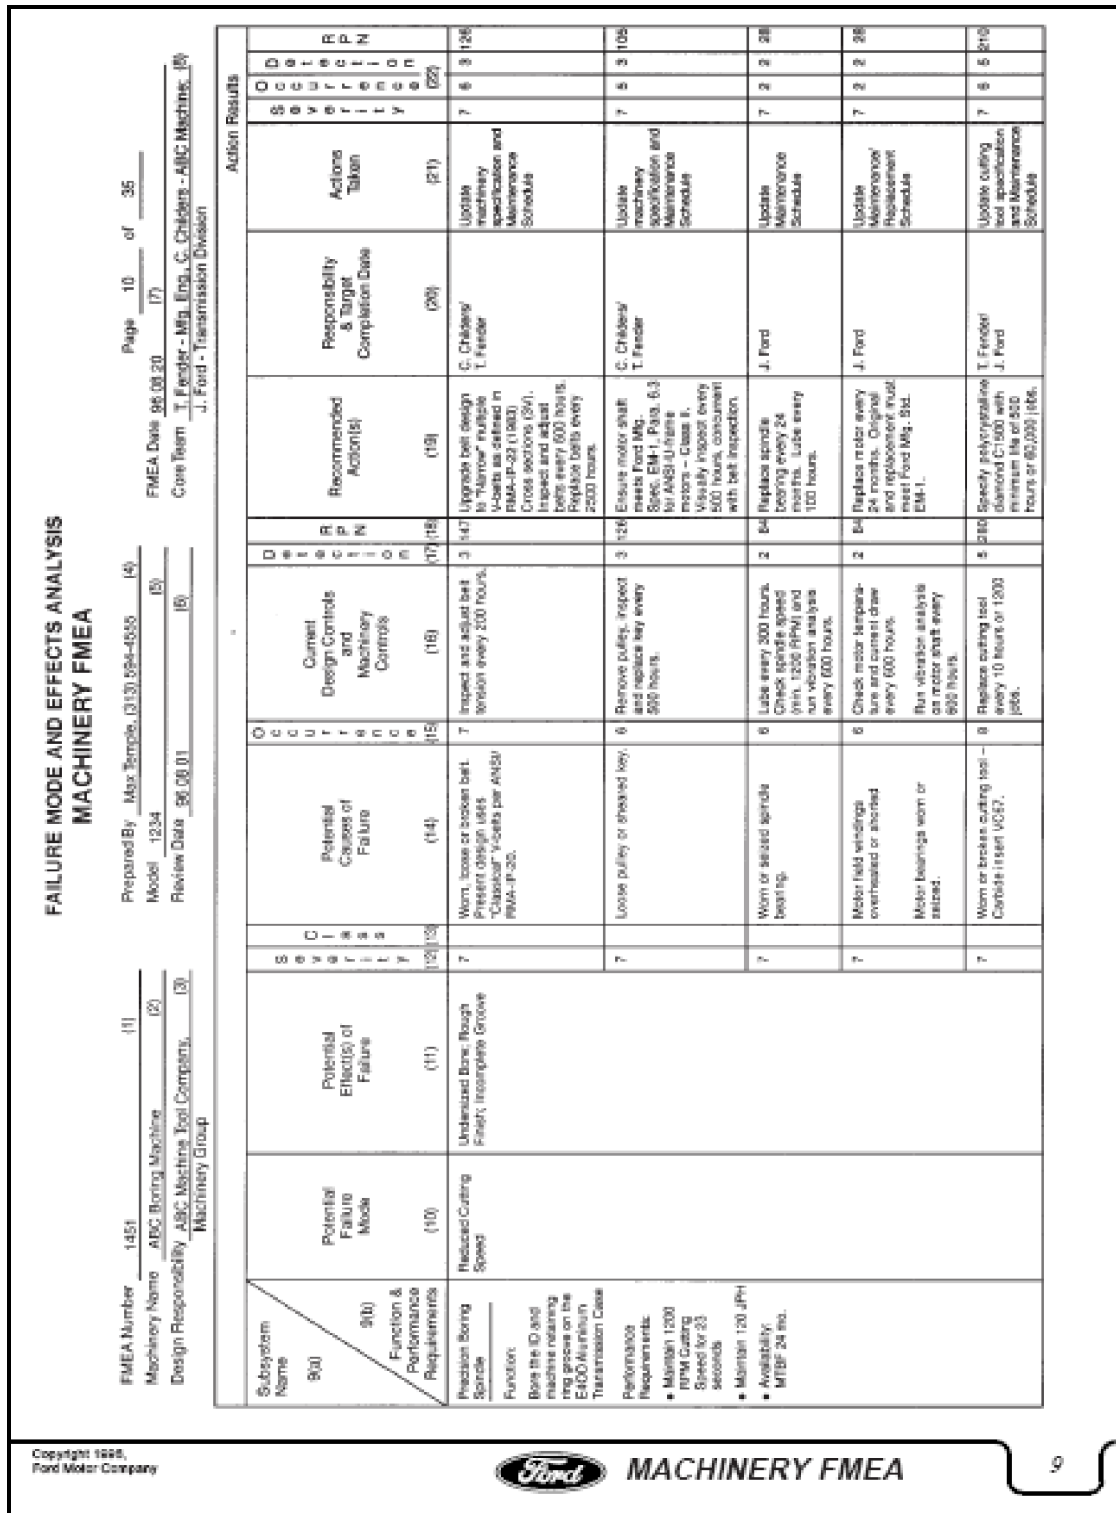 FAILURE MODE AND EFFECTS ANALYSIS
MACHINERY FMEA
FMEA Number 1451 (1)
Prepared By Max Temple, (313) 594-4555 (4)
Page 10 of 35
Machinery Name ABC Boring Machine (2)
Model 1234 (5)
FMEA Date 96 08 20 (7)
Design Responsibility ABC Machine Tool Company, (3)
Machinery Group
Review Date 96 08 01 (6)
Core Team T. Fender - Mfg. Eng., C. Childers - ABC Machine; (8)
J. Ford - Transmission Division
Action Results
Subsystem
Name
9(a)
9(b)
Function &
Performance
Requirements
Potential
Failure
Mode
(10)
Potential
Effect(s) of
Failure
(11)
Severity
(12)
Class
(13)
Potential
Causes of
Failure
(14)
Occurrence
(15)
Current
Design Controls
and
Machinery
Controls
(16)
Detection
(17)
RPN
(18)
Recommended
Action(s)
(19)
Responsibility
& Target
Completion Date
(20)
Actions
Taken
(21)
Severity
Occurrence
Detection
(22)
RPN
Precision Boring
Spindle
Function:
Bore the ID and
machine retaining
ring groove on the
E4OD Aluminum
Transmission Case
Performance
Requirements:
• Maintain 1200
RPM Cutting
Speed for 23
seconds
• Maintain 120 JPH
• Availability:
MTBF 24 mo.
Reduced Cutting
Speed
Undersized Bore; Rough
Finish; Incomplete Groove
7
Worn, loose or broken belt.
Present design uses
"Classical" V-belts per ANSI/
RMA-IP-20.
7
Inspect and adjust belt
tension every 200 hours.
3
147
Upgrade belt design
to "Narrow" multiple
V-belts as defined in
RMA-IP-22 (1983)
Cross sections (3V).
Inspect and adjust
belts every 600 hours.
Replace belts every
2500 hours.
C. Childers/
T. Fender
Update
machinery
specification and
Maintenance
Schedule
7
6
3
126
7
Loose pulley or sheared key.
6
Remove pulley, inspect
and replace key every
500 hours.
3
126
Ensure motor shaft
meets Ford Mfg.
Spec. EM-1, Para. 6.3
for ANSI-U-frame
motors – Class II.
Visually inspect every
500 hours, concurrent
with belt inspection.
C. Childers/
T. Fender
Update
machinery
specification and
Maintenance
Schedule
7
5
3
105
7
Worn or seized spindle
bearing.
6
Lube every 300 hours.
Check spindle speed
(min. 1200 RPM) and
run vibration analysis
every 600 hours.
2
84
Replace spindle
bearing every 24
months. Lube every
100 hours.
J. Ford
Update
Maintenance
Schedule
7
2
2
28
7
Motor field windings
overheated or shorted
Motor bearings worn or
seized.
6
Check motor tempera-
ture and current draw
every 600 hours.
Run vibration analysis
on motor shaft every
600 hours.
2
84
Replace motor every
24 months. Original
and replacement must
meet Ford Mfg. Std.
EM-1.
J. Ford
Update
Maintenance/
Replacement
Schedule
7
2
2
28
7
Worn or broken cutting tool –
Carbide insert VC67.
8
Replace cutting tool
every 10 hours or 1200
jobs.
5
280
Specify polycrystalline
diamond C1500 with
minimum life of 500
hours or 60,000 jobs.
T. Fender/
J. Ford
Update cutting
tool specification
and Maintenance
Schedule
7
6
5
210
Copyright 1996,
Ford Motor Company
Ford
MACHINERY FMEA
9